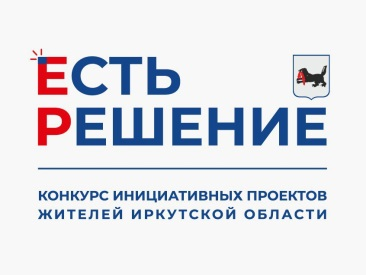 ЕСТЬ
РЕШЕНИЕ
КОНКУРС ИНИЦИАТИВНЫХ ПРОЕКТОВ
ЖИТЕЛЕЙ ИРКУТСКОЙ ОБЛАСТИ